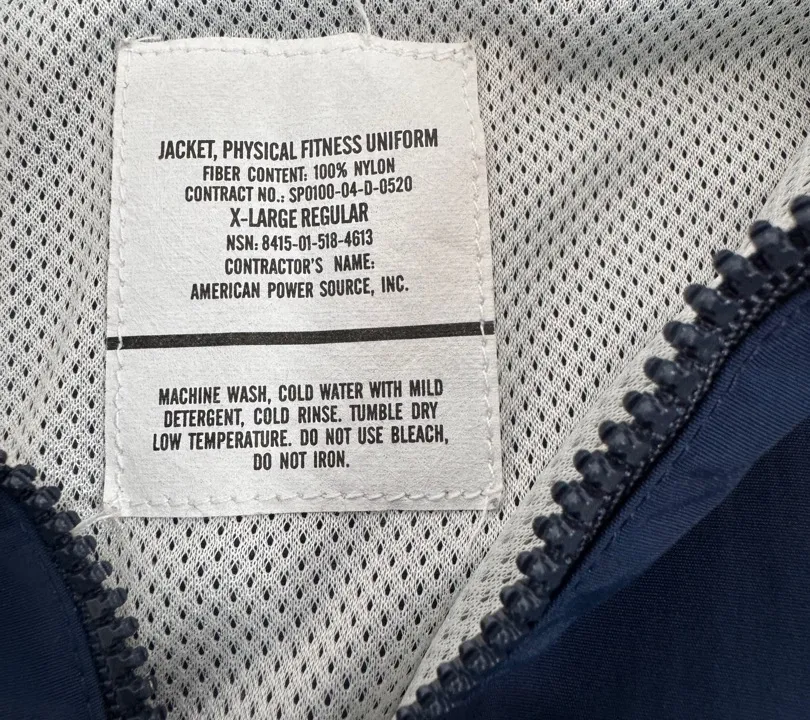 JACKET, PHYSICAL FITNESS UNIFORM
FIBER CONTENT: 100% NYLON
CONTRACT NO.: SP0100-04-D-0520
X-LARGE REGULAR
NSN: 8415-01-518-4613
CONTRACTOR'S NAME:
AMERICAN POWER SOURCE, INC.
MACHINE WASH, COLD WATER WITH MILD
DETERGENT, COLD RINSE. TUMBLE DRY
LOW TEMPERATURE. DO NOT USE BLEACH,
DO NOT IRON.